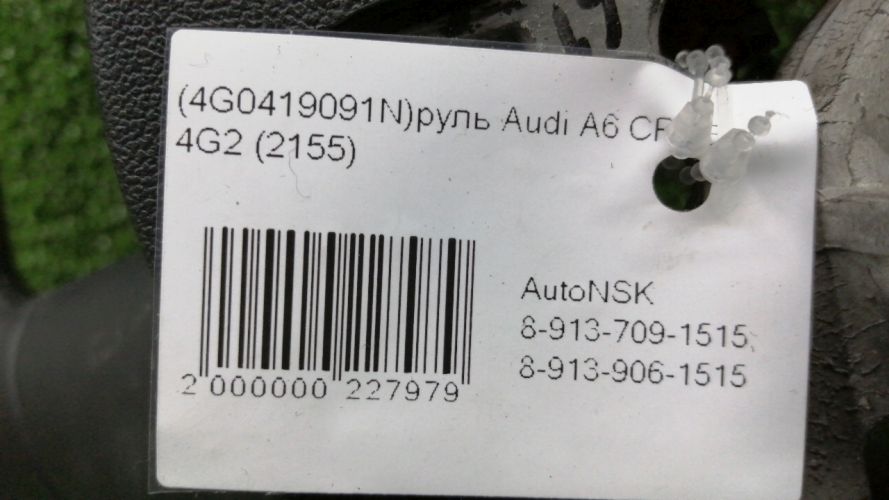 (4G0419091N)руль Audi A6
4G2 (2155)
AutoNSK
8-913-709-1515,
8-913-906-1515
2 000000 227979